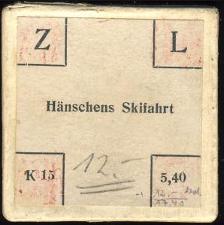 Z L
Hänschens Skifahrt
12.-
K 15 5,40